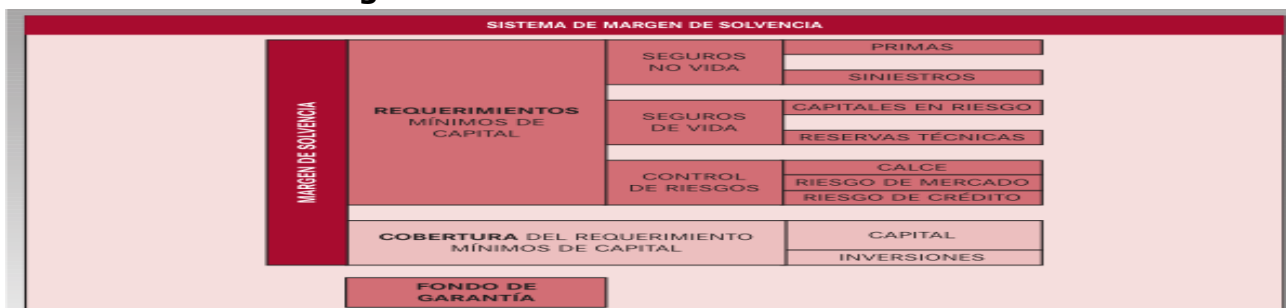 SISTEMA DE MARGEN DE SOLVENCIA
MARGEN DE SOLVENCIA
REQUERIMIENTOS
MÍNIMOS DE
CAPITAL
SEGUROS
NO VIDA
PRIMAS
SINIESTROS
SEGUROS
DE VIDA
CAPITALES EN RIESGO
RESERVAS TÉCNICAS
CONTROL
DE RIESGOS
CALCE
RIESGO DE MERCADO
RIESGO DE CRÉDITO
COBERTURA DEL REQUERIMIENTO
MÍNIMOS DE CAPITAL
CAPITAL
INVERSIONES
FONDO DE
GARANTÍA